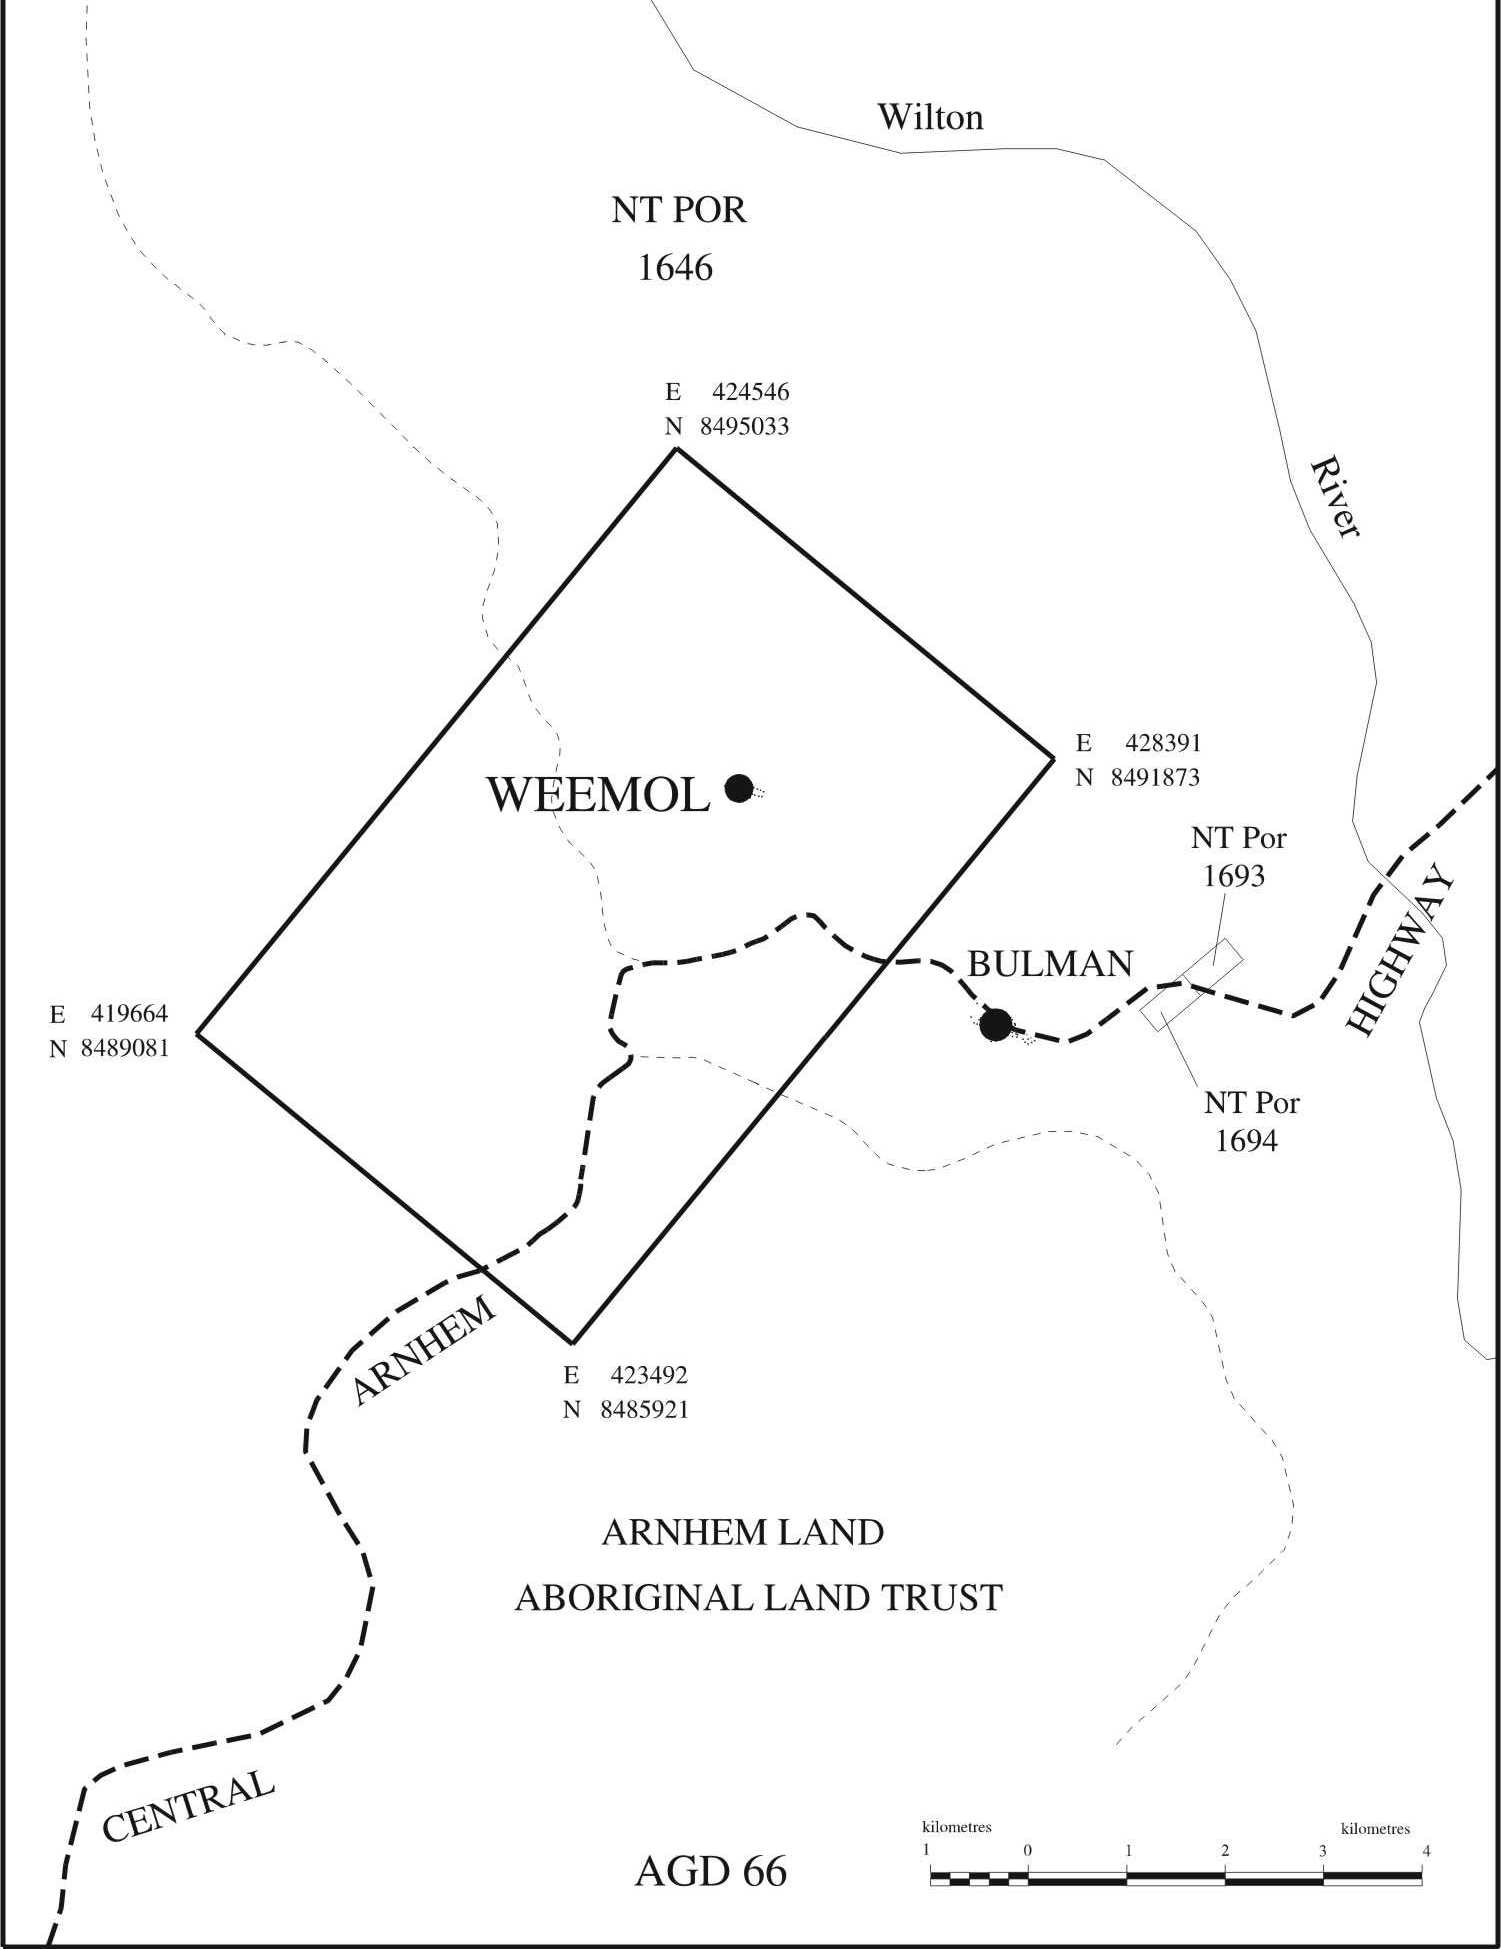 Wilton
NT POR
1646
E 424546
N 8495033
River
E 428391
N 8491873
WEEMOL
NT Por
1693
HIGHWAY
BULMAN
E 419664
N 8489081
NT Por
1694
ARNHEM
E 423492
N 8485921
ARNHEM LAND
ABORIGINAL LAND TRUST
CENTRAL
kilometres kilometres
1 0 1 2 3 4
AGD 66